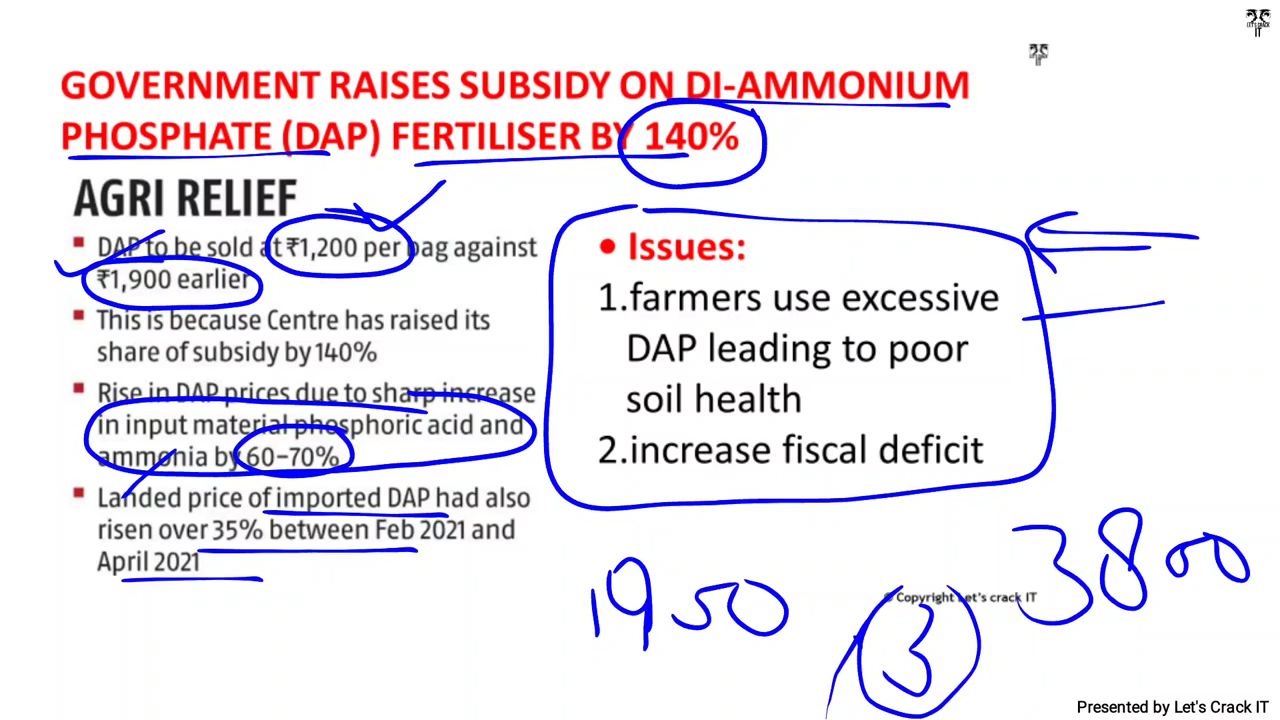 LET'S CRACK
IT
GOVERNMENT RAISES SUBSIDY ON DI-AMMONIUM
PHOSPHATE (DAP) FERTILISER BY 140%
AGRI RELIEF
DAP to be sold at ₹1,200 per bag against
₹1,900 earlier
This is because Centre has raised its
share of subsidy by 140%
Rise in DAP prices due to sharp increase
in input material phosphoric acid and
ammonia by 60–70%
Landed price of imported DAP had also
risen over 35% between Feb 2021 and
April 2021
• Issues:
1.farmers use excessive
DAP leading to poor
soil health
2.increase fiscal deficit
1900
3
3800
© Copyright Let's crack IT
Presented by Let's Crack IT